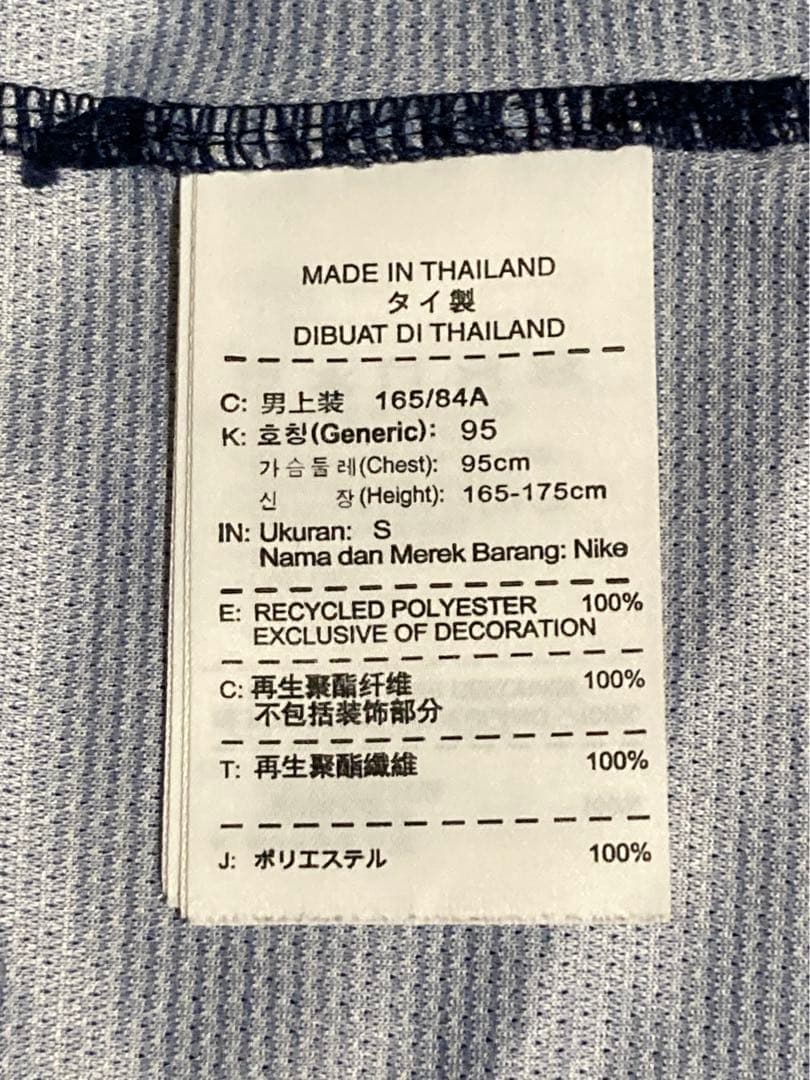 MADE IN THAILAND
タイ製
DIBUAT DI THAILAND
C: 男上装 165/84A
K: 호칭(Generic): 95
가슴둘레(Chest): 95cm
신 장(Height): 165-175cm
IN: Ukuran: S
Nama dan Merek Barang: Nike
E: RECYCLED POLYESTER 100%
EXCLUSIVE OF DECORATION
C: 再生聚酯纤维 100%
不包括装饰部分
T: 再生聚酯纖維 100%
J: ポリエステル 100%